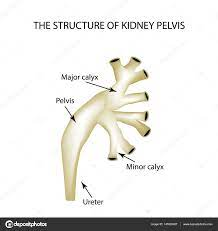 THE STRUCTURE OF KIDNEY PELVIS
Major calyx
Pelvis
Minor calyx
Ureter
depositphotos